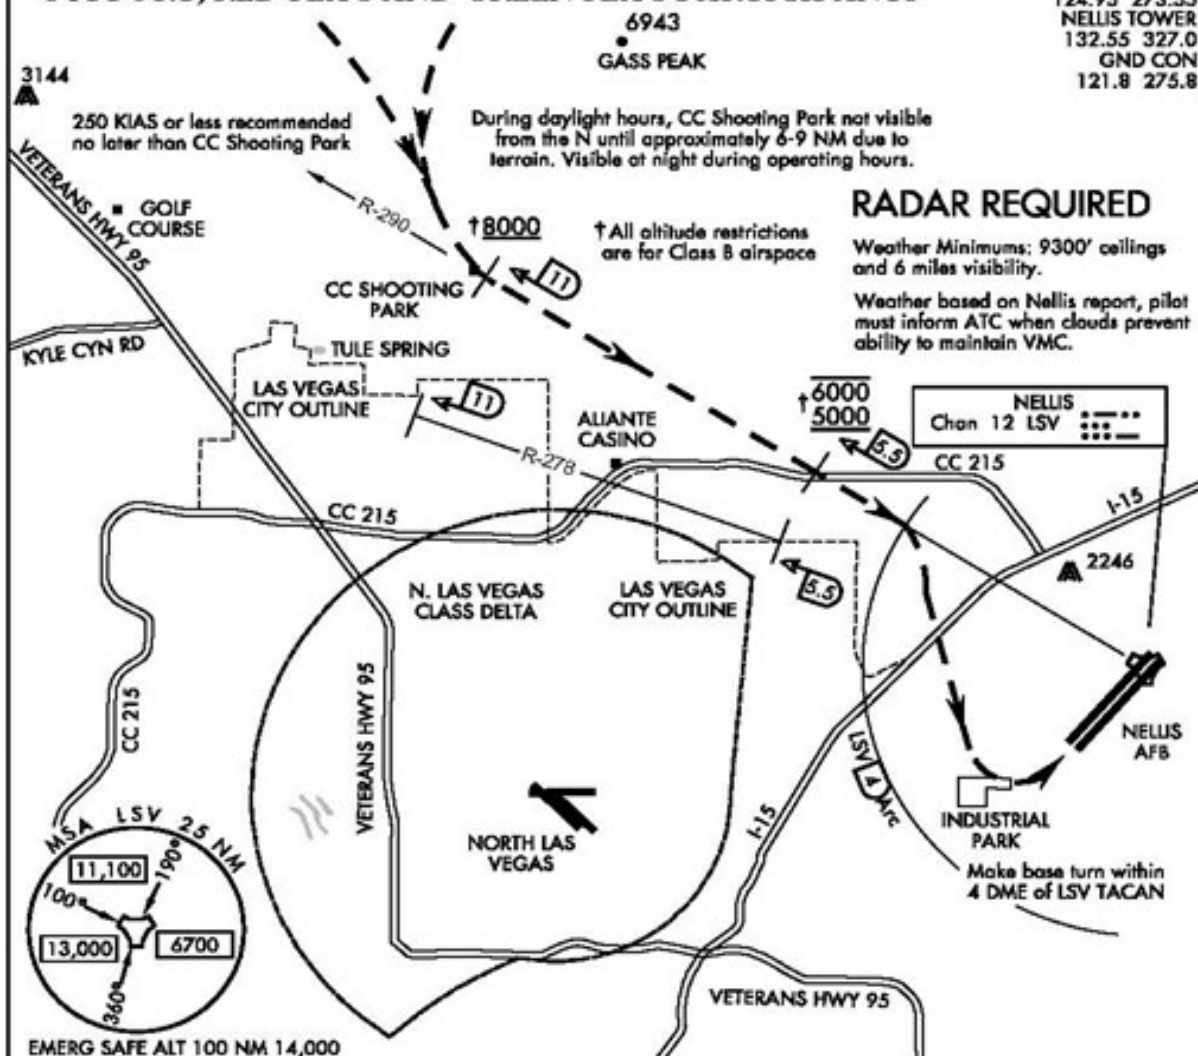 124.95 273.55
NELLIS TOWER
132.55 327.0
GND CON
121.8 275.8
6943
GASS PEAK
3144
250 KIAS or less recommended
no later than CC Shooting Park
During daylight hours, CC Shooting Park not visible
from the N until approximately 6-9 NM due to
terrain. Visible at night during operating hours.
VETERANS HWY 95
GOLF
COURSE
R-290
†8000
†All altitude restrictions
are for Class B airspace
RADAR REQUIRED
Weather Minimums: 9300' ceilings
and 6 miles visibility.
Weather based on Nellis report, pilot
must inform ATC when clouds prevent
ability to maintain VMC.
11
CC SHOOTING
PARK
KYLE CYN RD
TULE SPRING
LAS VEGAS
CITY OUTLINE
11
ALIANTE
CASINO
†6000
5000
NELLIS
Chan 12 LSV
5.5
R-278
CC 215
I-15
CC 215
2246
N. LAS VEGAS
CLASS DELTA
LAS VEGAS
CITY OUTLINE
5.5
VETERANS HWY 95
CC 215
NELLIS
AFB
LSV 4 Arc
INDUSTRIAL
PARK
I-15
NORTH LAS
VEGAS
Make base turn within
4 DME of LSV TACAN
MSA LSV 25 NM
11,100
190°
100°
13,000
6700
360°
VETERANS HWY 95
EMERG SAFE ALT 100 NM 14,000